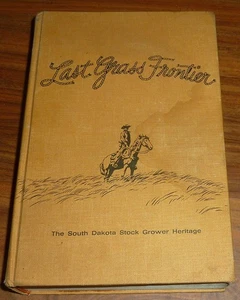 Last Grass Frontier
The South Dakota Stock Grower Heritage